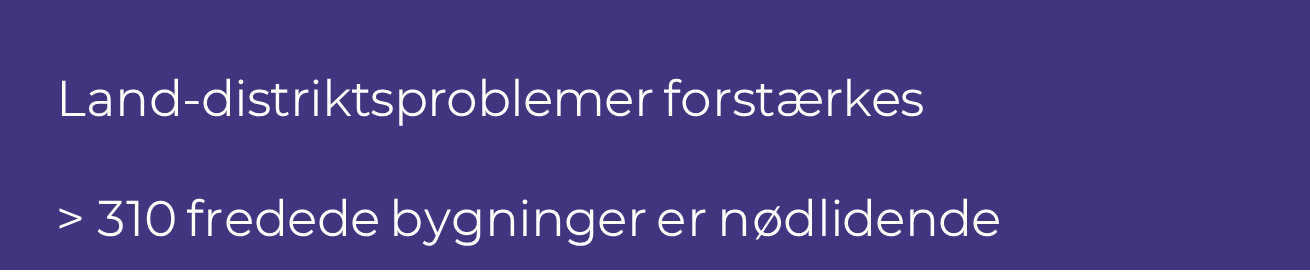 Land-distriktsproblemer forstærkes
> 310 fredede bygninger er nødlidende